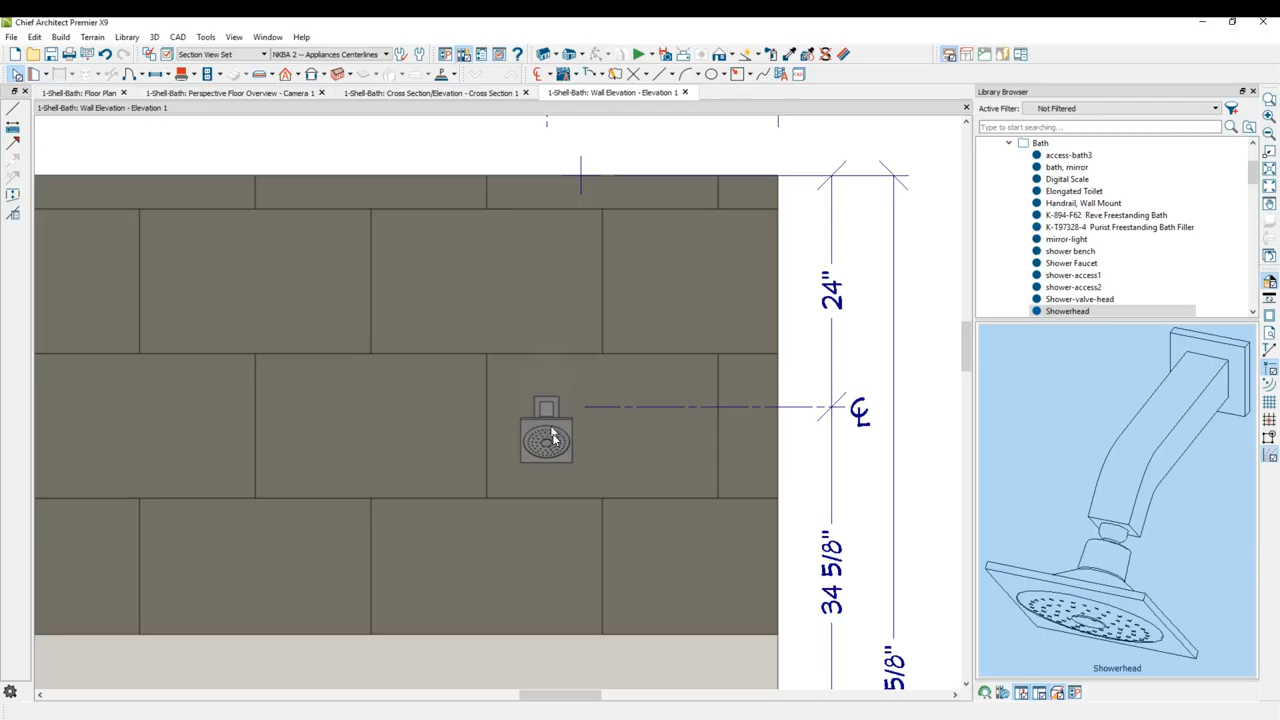 Chief Architect Premier X9
File Edit Build Terrain Library 3D CAD Tools Window Help
Section View Set NKBA 2 -- Appliances Centerlines
1-Shell-Bath: Floor Plan 1-Shell-Bath: Perspective Floor Overview - Camera 1 1-Shell-Bath: Cross Section/Elevation - Cross Section 1 1-Shell-Bath: Wall Elevation - Elevation 1
1-Shell-Bath: Wall Elevation - Elevation 1
Library Browser
Active Filter: Not Filtered
Type to start searching...
Bath
access-bath3
bath, mirror
Digital Scale
Elongated Toilet
Handrail, Wall Mount
K-894-F62 Reve Freestanding Bath
K-T97328-4 Purist Freestanding Bath Filler
mirror-light
shower bench
Shower Faucet
shower-access1
shower-access2
Shower-valve-head
Showerhead
24"
34 5/8"
5/8"
Showerhead